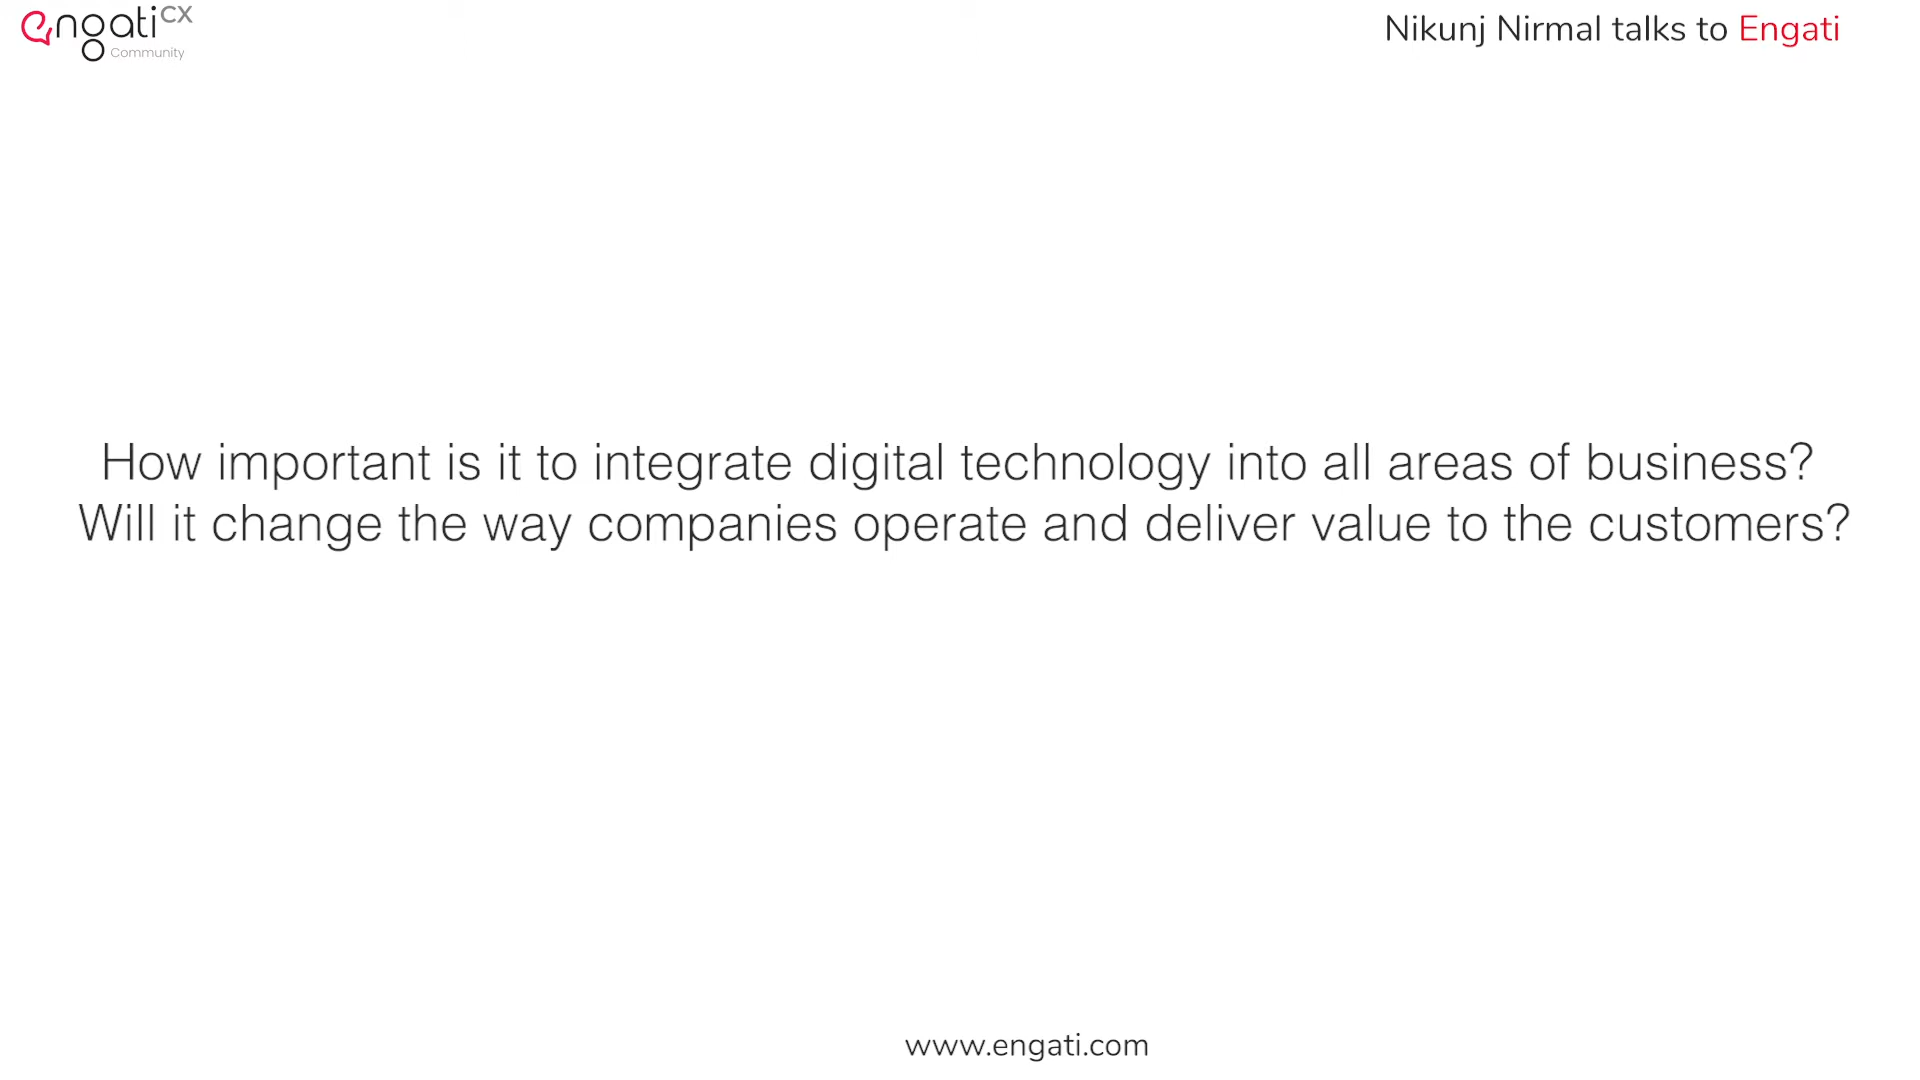 engati CX
Community
Nikunj Nirmal talks to Engati
How important is it to integrate digital technology into all areas of business?
Will it change the way companies operate and deliver value to the customers?
www.engati.com